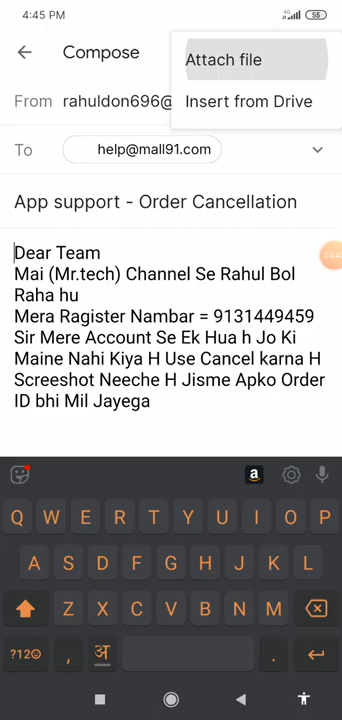 4:45 PM
4G
55
Compose
Attach file
Insert from Drive
From rahuldon696@
To help@mall91.com
App support - Order Cancellation
Dear Team
Mai (Mr.tech) Channel Se Rahul Bol
Raha hu
Mera Ragister Nambar = 9131449459
Sir Mere Account Se Ek Hua h Jo Ki
Maine Nahi Kiya H Use Cancel karna H
Screeshot Neeche H Jisme Apko Order
ID bhi Mil Jayega
a
Q W E R T Y U I O P
A S D F G H J K L
Z X C V B N M
?12☺ , अ .